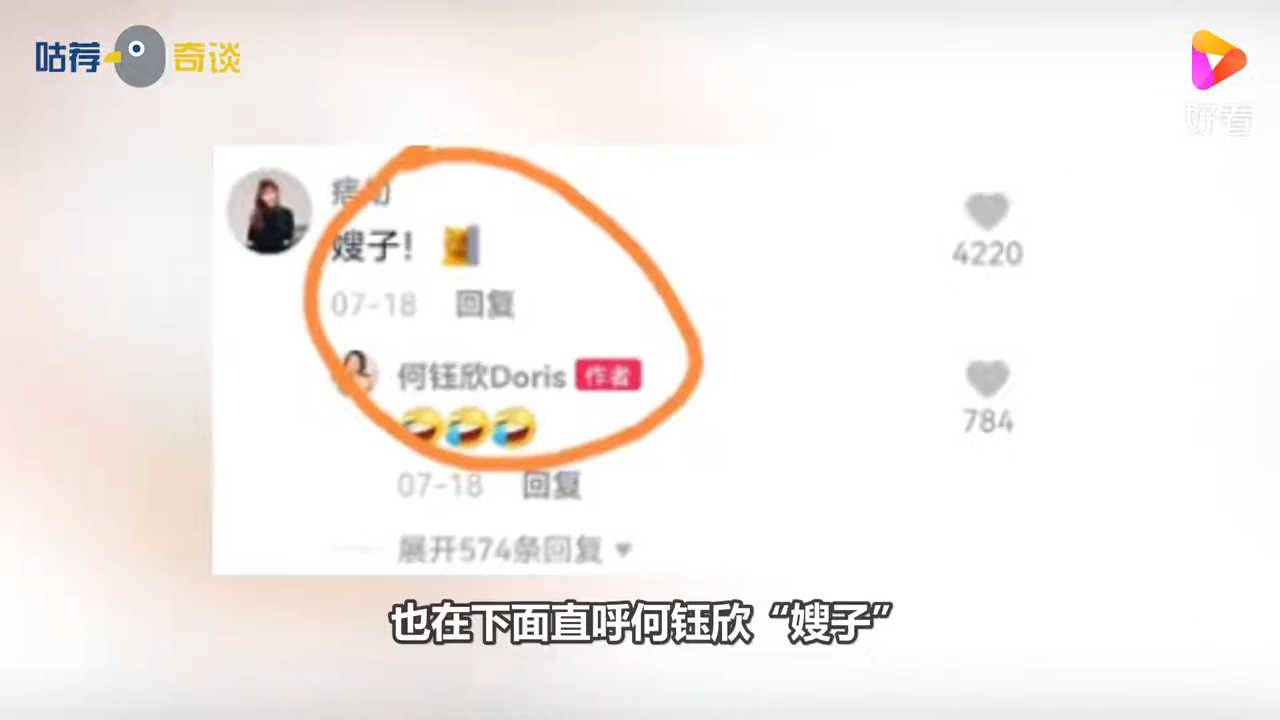 咕荐 奇谈
好看
嫂子!
4220
07-18 回复
何钰欣Doris 作者
784
07-18 回复
展开574条回复
也在下面直呼何钰欣“嫂子”